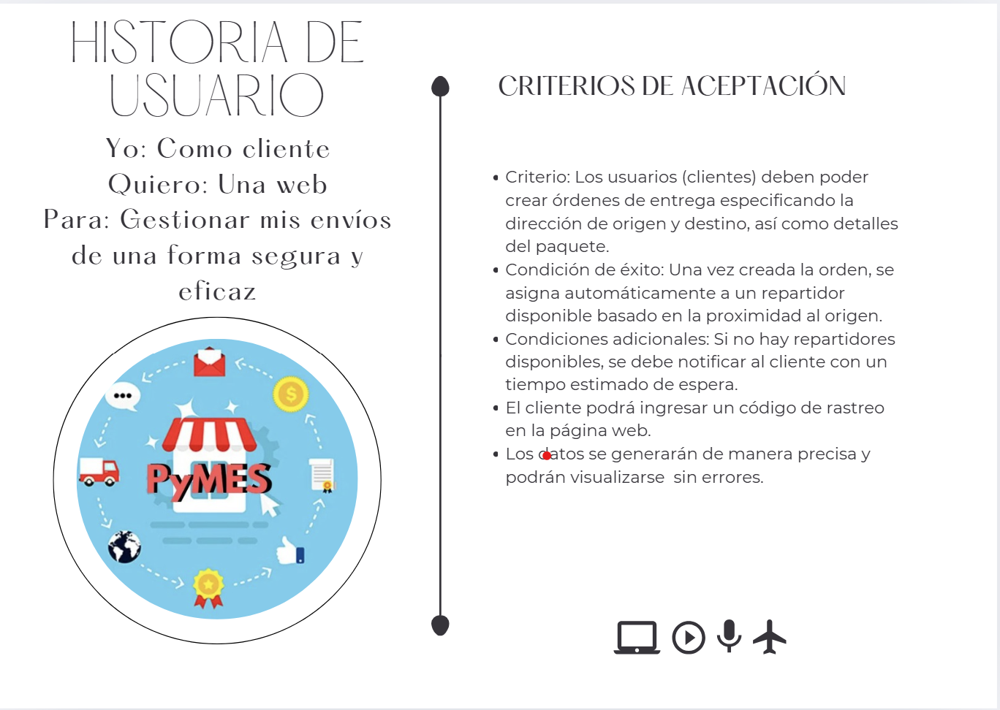 HISTORIA DE
USUARIO
Yo: Como cliente
Quiero: Una web
Para: Gestionar mis envíos
de una forma segura y
eficaz
PyMES
CRITERIOS DE ACEPTACIÓN
• Criterio: Los usuarios (clientes) deben poder
crear órdenes de entrega especificando la
dirección de origen y destino, así como detalles
del paquete.
• Condición de éxito: Una vez creada la orden, se
asigna automáticamente a un repartidor
disponible basado en la proximidad al origen.
• Condiciones adicionales: Si no hay repartidores
disponibles, se debe notificar al cliente con un
tiempo estimado de espera.
• El cliente podrá ingresar un código de rastreo
en la página web.
• Los datos se generarán de manera precisa y
podrán visualizarse  sin errores.